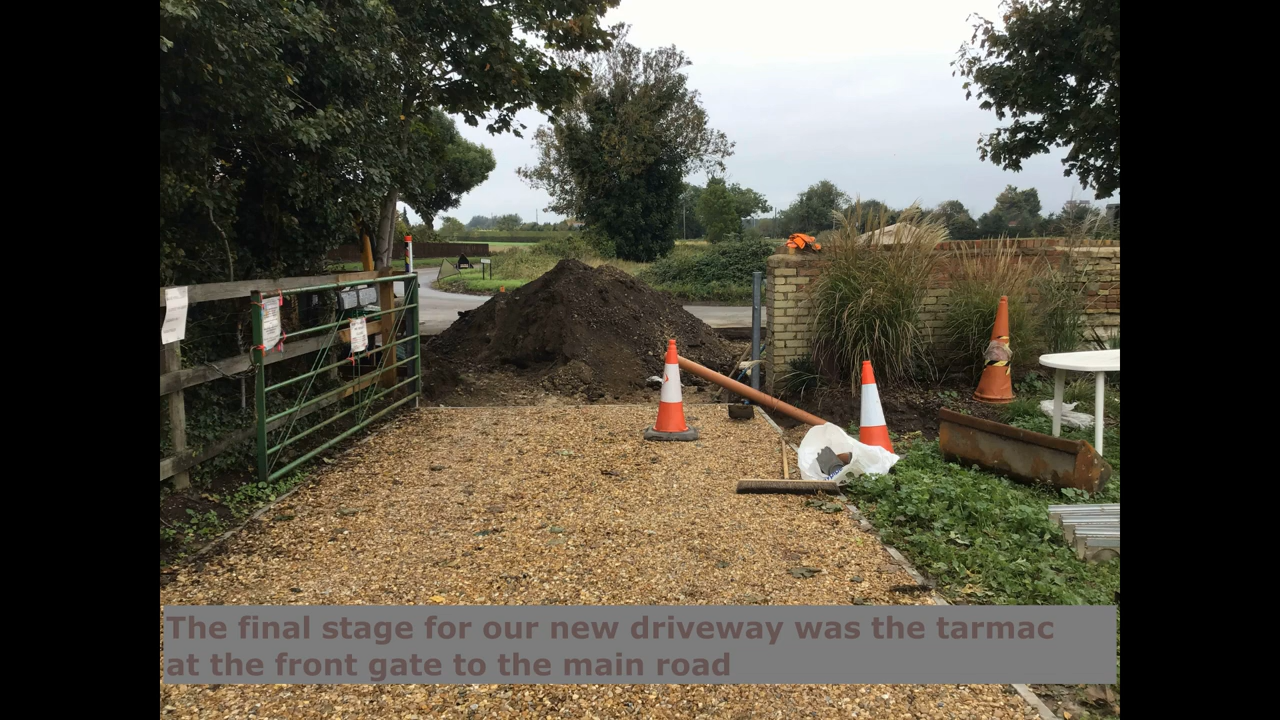 The final stage for our new driveway was the tarmac
at the front gate to the main road